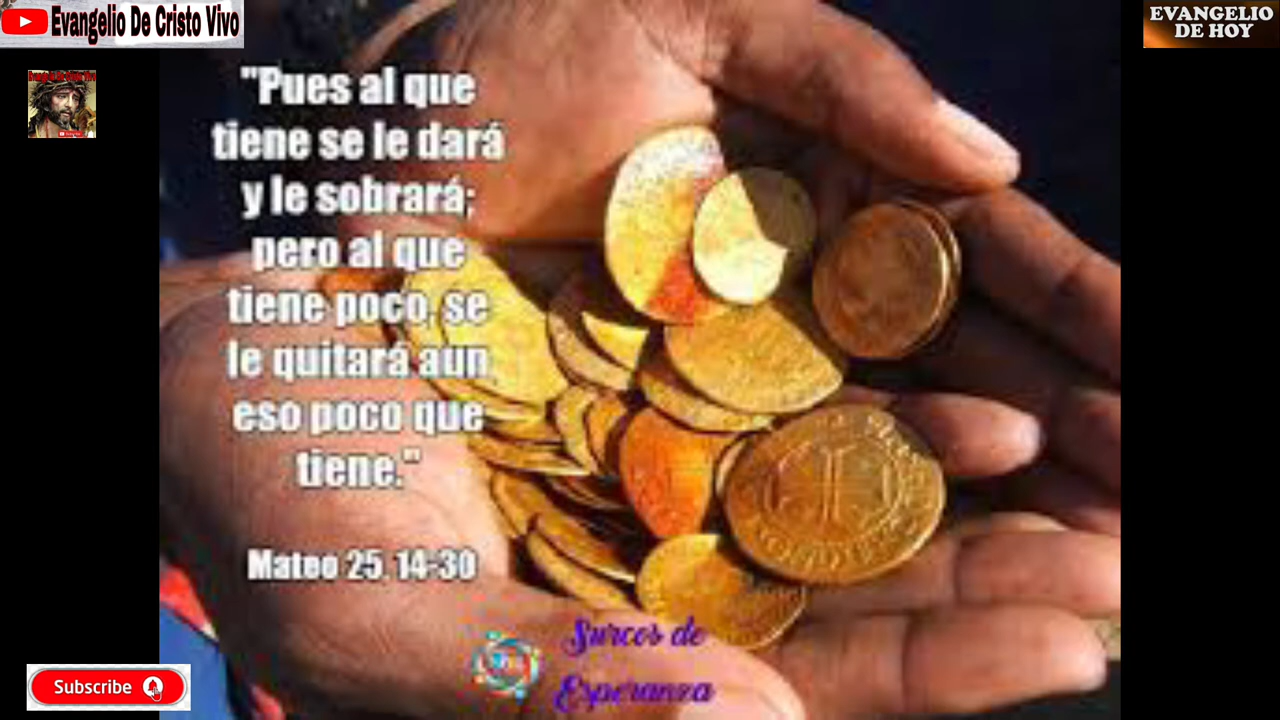 Evangelio De Cristo Vivo
EVANGELIO
DE HOY
"Pues al que
tiene se le dará
y le sobrará;
pero al que
tiene poco, se
le quitará aun
eso poco que
tiene."
Mateo 25, 14-30
Surcos de
Esperanza
Subscribe